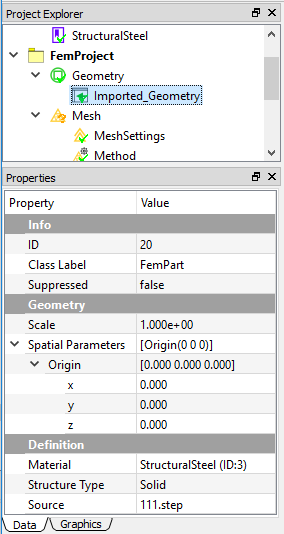 Project Explorer
StructuralSteel
FemProject
Geometry
Imported_Geometry
Mesh
MeshSettings
Method
Properties
Property Value
Info
ID 20
Class Label FemPart
Suppressed false
Geometry
Scale 1.000e+00
Spatial Parameters [Origin(0 0 0)]
Origin [0.000 0.000 0.000]
x 0.000
y 0.000
z 0.000
Definition
Material StructuralSteel (ID:3)
Structure Type Solid
Source 111.step
Data Graphics